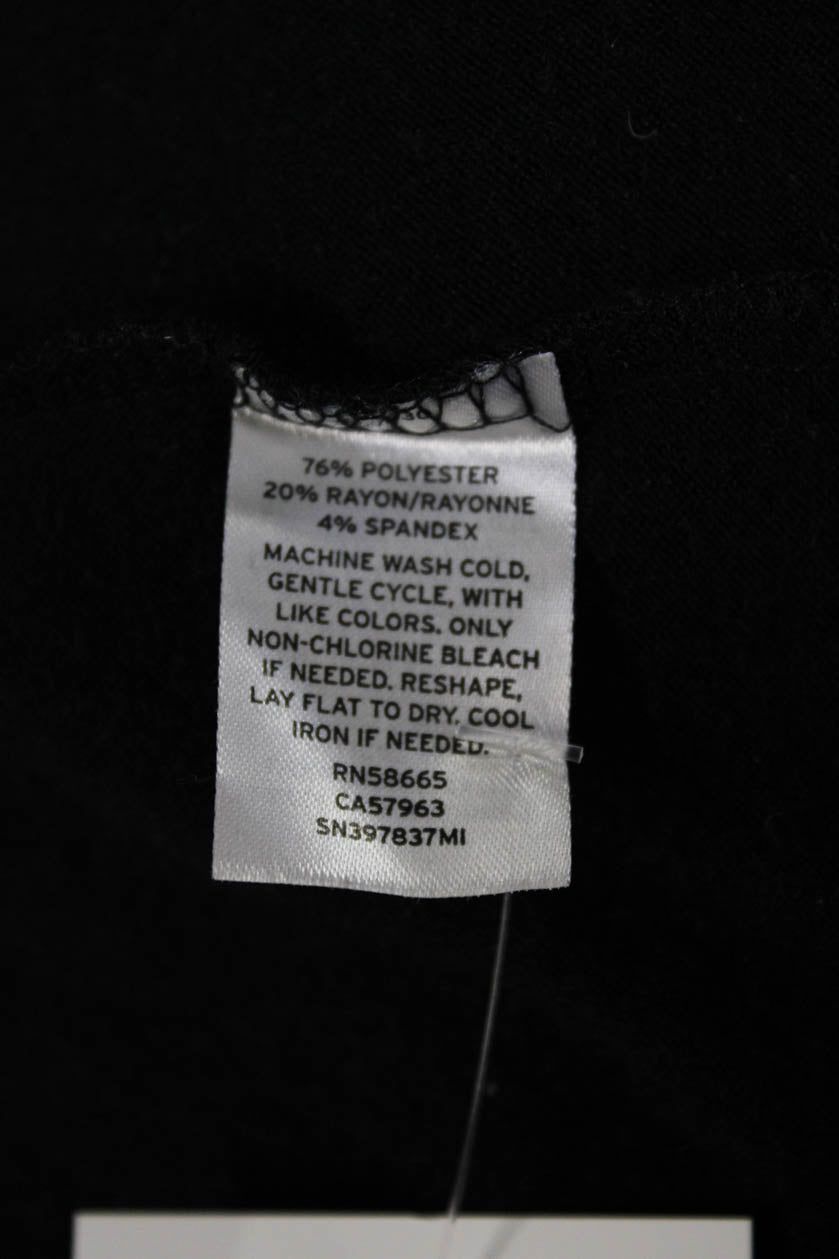 76% POLYESTER
20% RAYON/RAYONNE
4% SPANDEX
MACHINE WASH COLD,
GENTLE CYCLE, WITH
LIKE COLORS. ONLY
NON-CHLORINE BLEACH
IF NEEDED. RESHAPE,
LAY FLAT TO DRY. COOL
IRON IF NEEDED.
RN58665
CA57963
SN397837MI